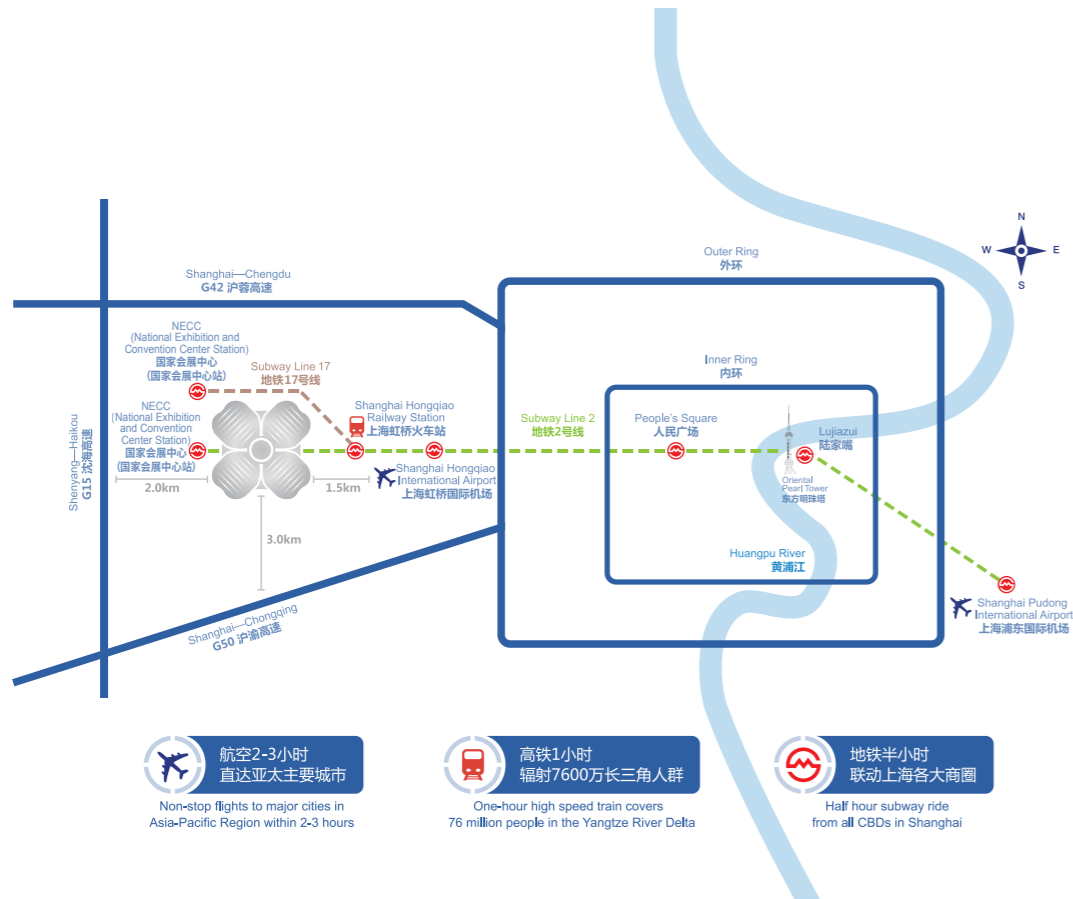 N
W
E
S
Outer Ring
外环
Shanghai—Chengdu
G42 沪蓉高速
NECC
(National Exhibition and
Convention Center Station)
国家会展中心
(国家会展中心站)
Subway Line 17
地铁17号线
Inner Ring
内环
NECC
(National Exhibition
and Convention
Center Station)
国家会展中心
(国家会展中心站)
Shanghai Hongqiao
Railway Station
上海虹桥火车站
Subway Line 2
地铁2号线
People's Square
人民广场
Lujiazui
陆家嘴
Shenyang—Haikou
G15 沈海高速
2.0km
1.5km
Shanghai Hongqiao
International Airport
上海虹桥国际机场
Oriental
Pearl Tower
东方明珠塔
3.0km
Huangpu River
黄浦江
Shanghai—Chongqing
G50 沪渝高速
Shanghai Pudong
International Airport
上海浦东国际机场
航空2-3小时
直达亚太主要城市
Non-stop flights to major cities in
Asia-Pacific Region within 2-3 hours
高铁1小时
辐射7600万长三角人群
One-hour high speed train covers
76 million people in the Yangtze River Delta
地铁半小时
联动上海各大商圈
Half hour subway ride
from all CBDs in Shanghai